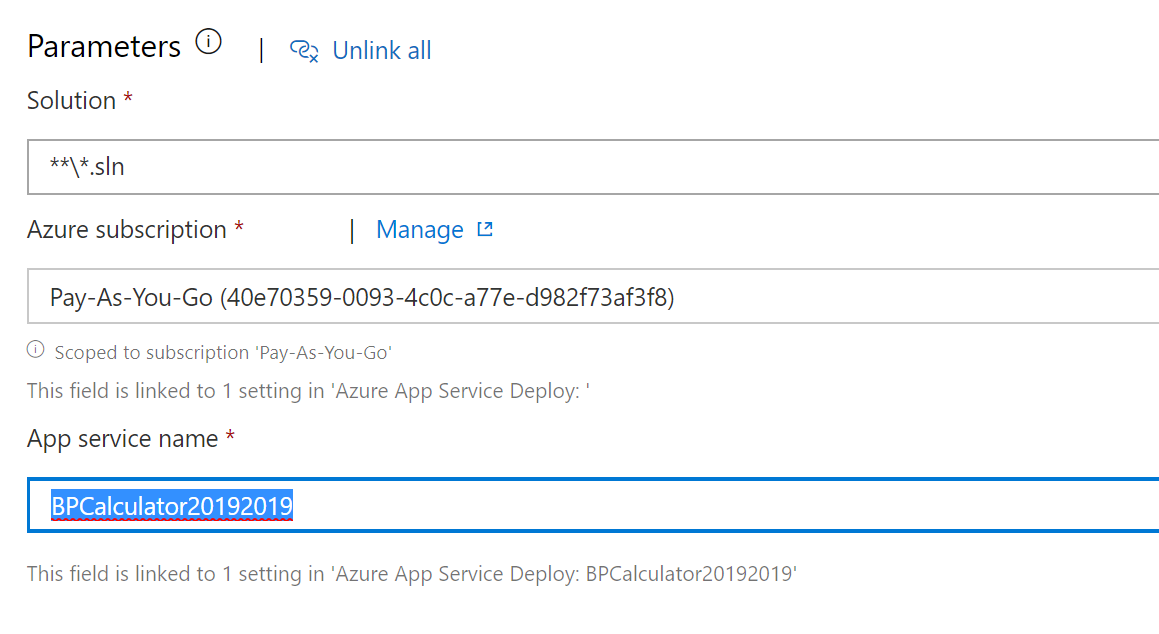 Parameters | Unlink all
Solution *
**\*.sln
Azure subscription * | Manage
Pay-As-You-Go (40e70359-0093-4c0c-a77e-d982f73af3f8)
Scoped to subscription 'Pay-As-You-Go'
This field is linked to 1 setting in 'Azure App Service Deploy: '
App service name *
BPCalculator20192019
This field is linked to 1 setting in 'Azure App Service Deploy: BPCalculator20192019'